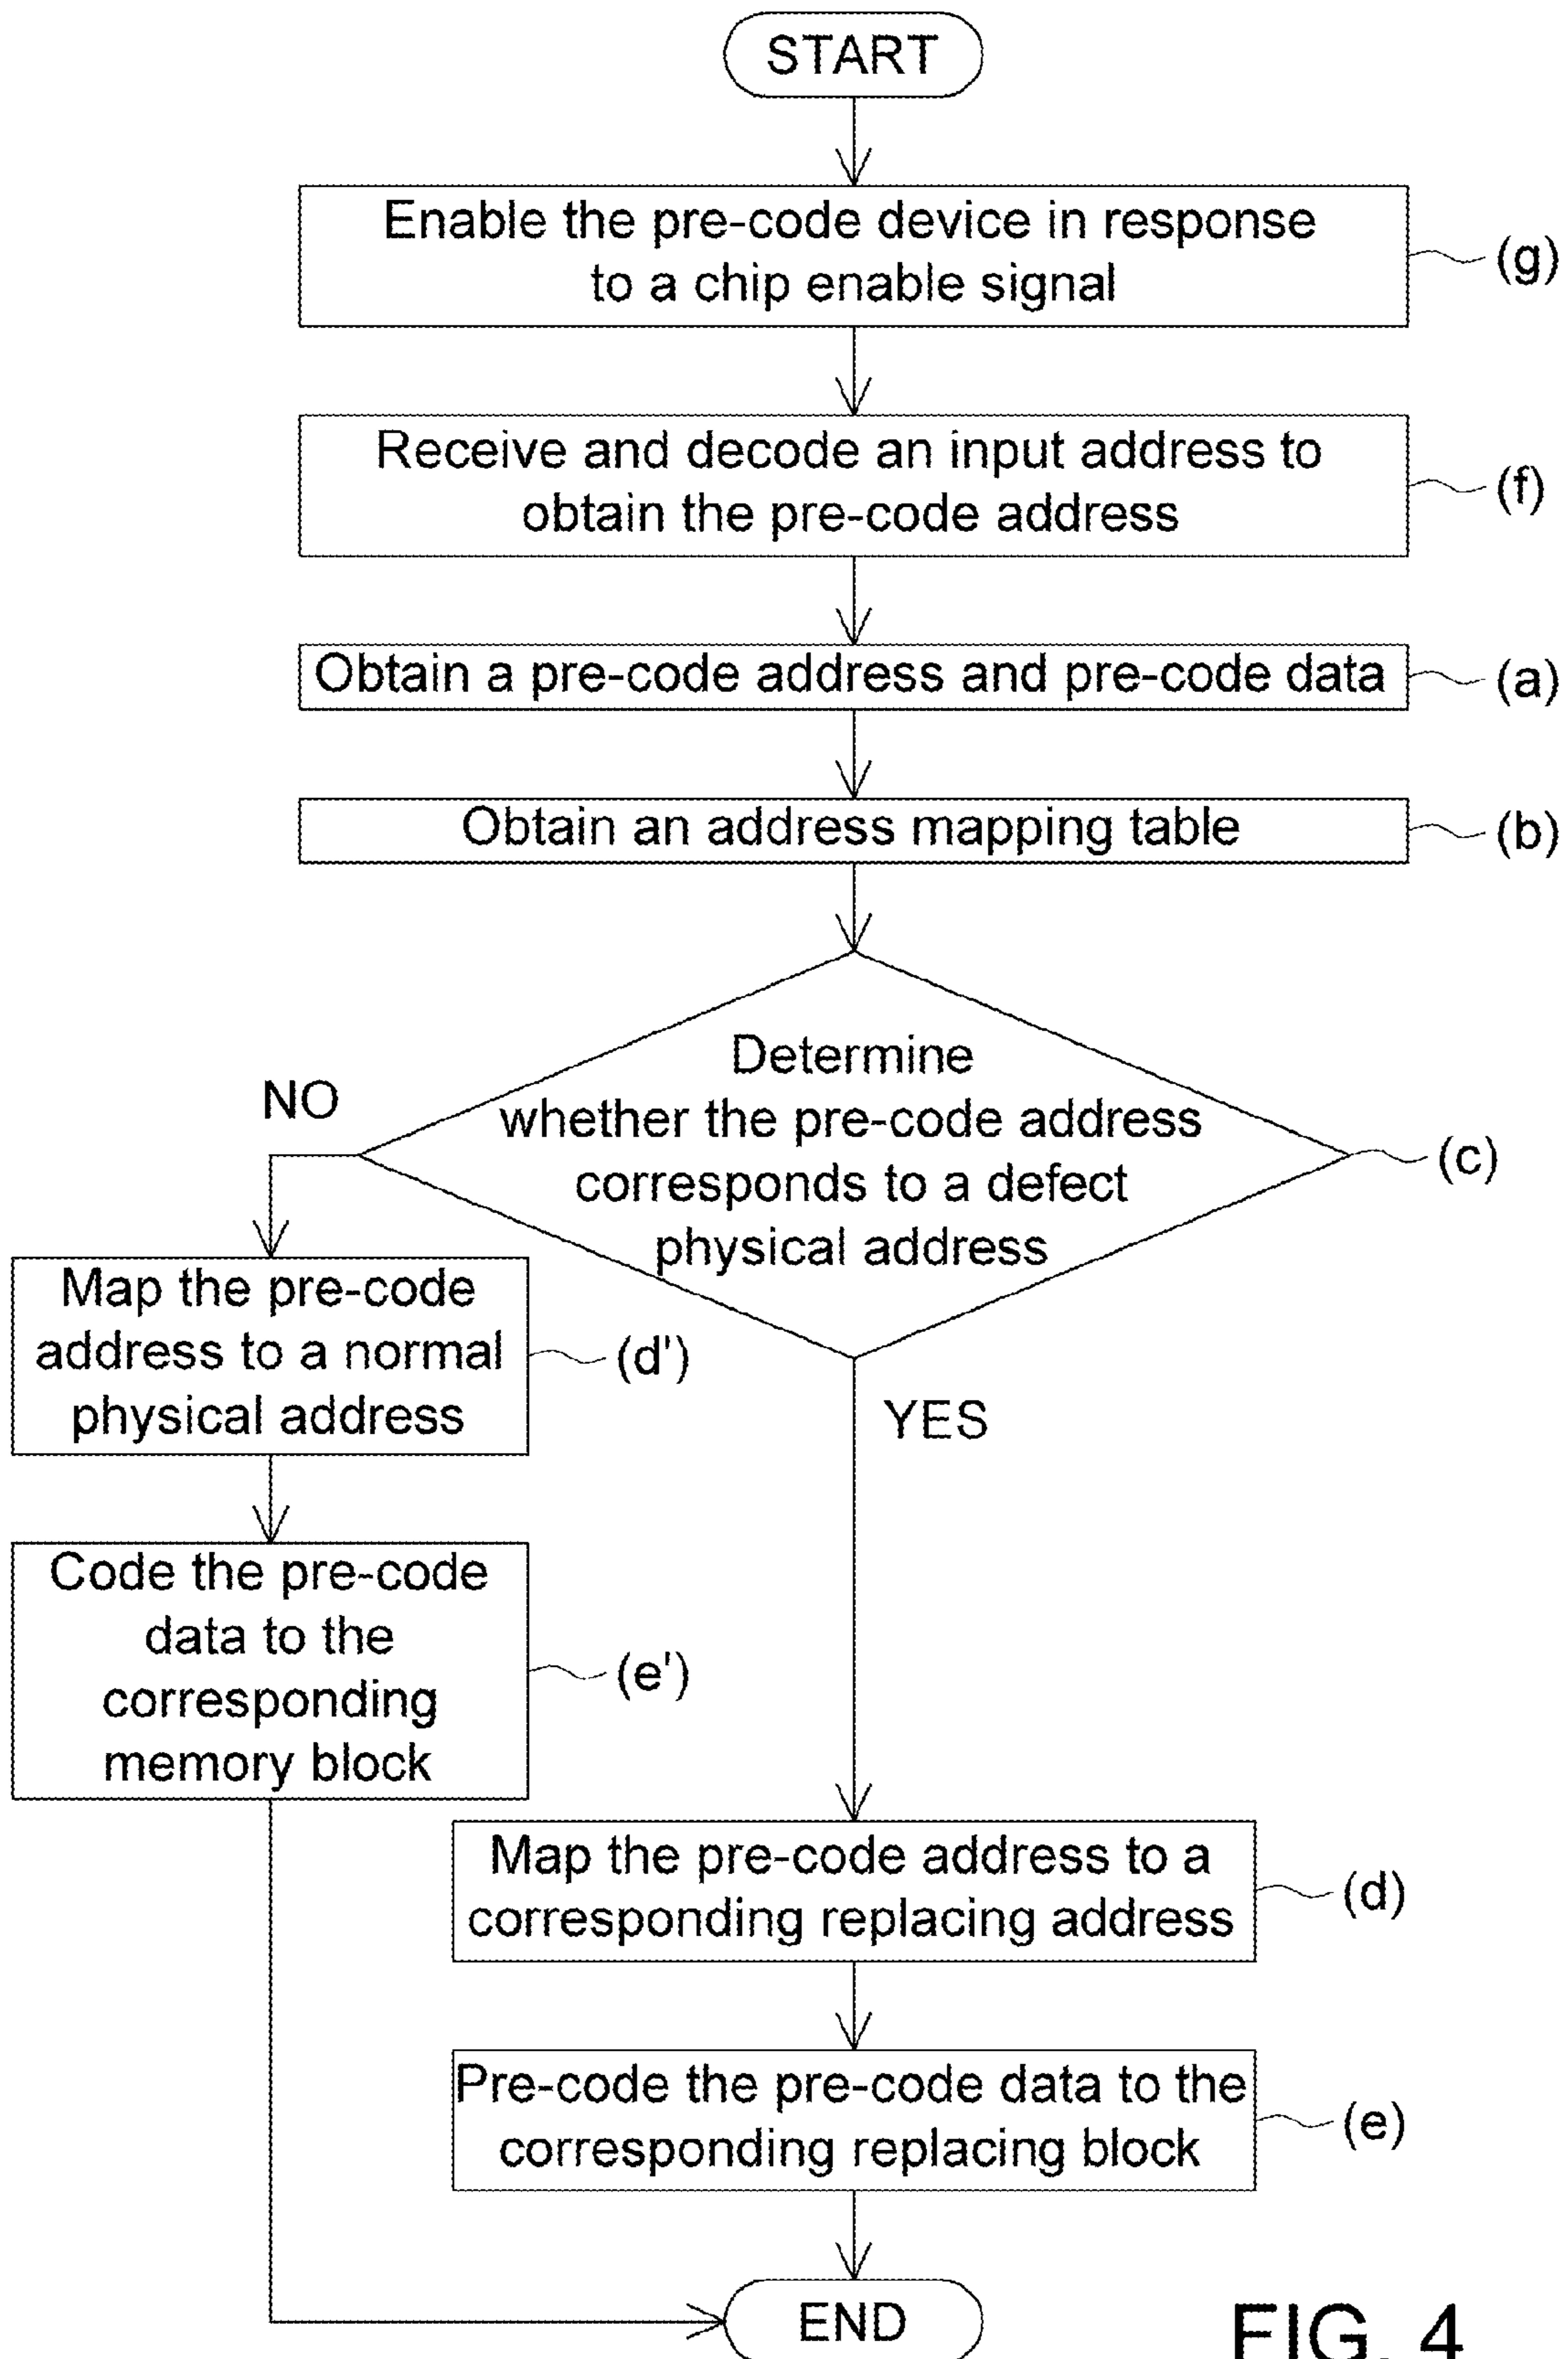 START
Enable the pre-code device in response
to a chip enable signal
(g)
Receive and decode an input address to
obtain the pre-code address
(f)
Obtain a pre-code address and pre-code data
(a)
Obtain an address mapping table
(b)
Determine
whether the pre-code address
corresponds to a defect
physical address
(c)
NO
Map the pre-code
address to a normal
physical address
(d')
YES
Code the pre-code
data to the
corresponding
memory block
(e')
Map the pre-code address to a
corresponding replacing address
(d)
Pre-code the pre-code data to the
corresponding replacing block
(e)
END
FIG. 4